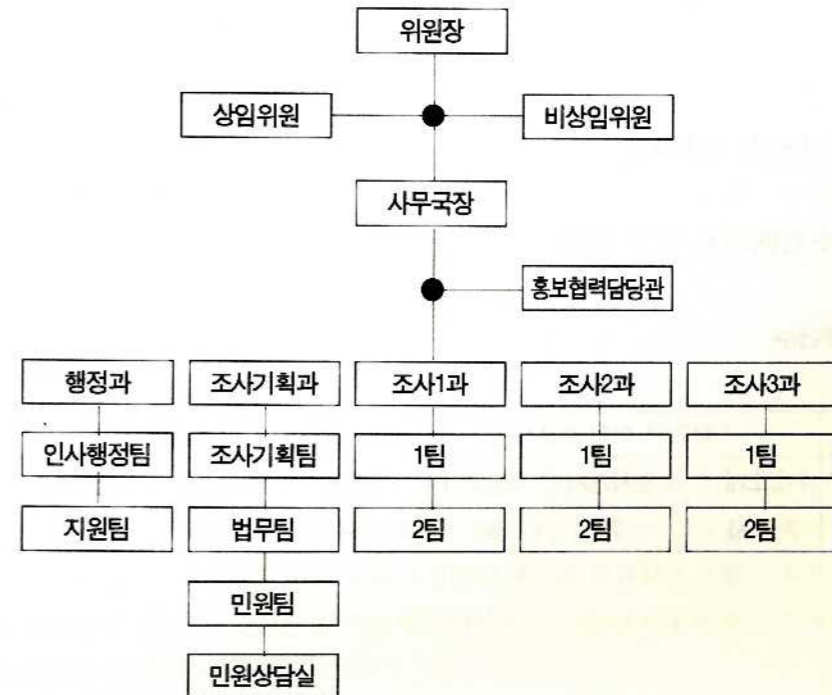 위원장
상임위원 비상임위원
사무국장
홍보협력담당관
행정과 조사기획과 조사1과 조사2과 조사3과
인사행정팀 조사기획팀 1팀 1팀 1팀
지원팀 법무팀 2팀 2팀 2팀
민원팀
민원상담실